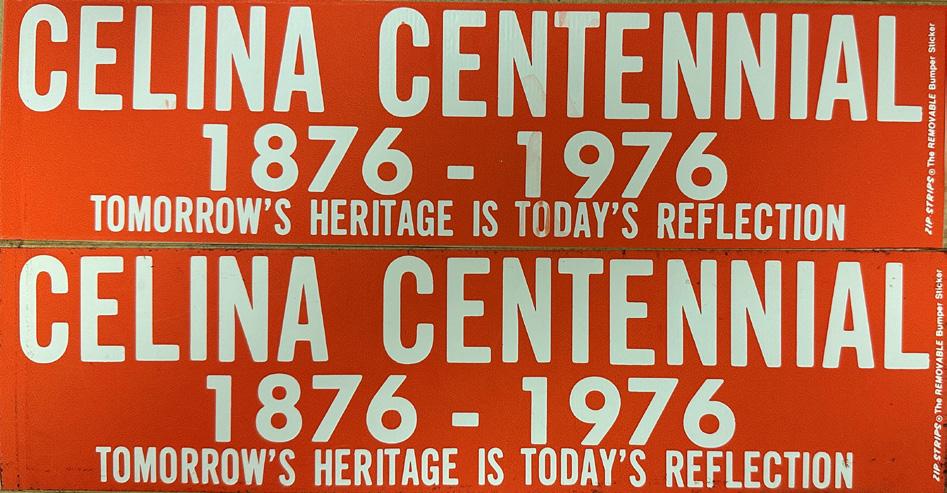 CELINA CENTENNIAL
1876 - 1976
TOMORROW'S HERITAGE IS TODAY'S REFLECTION
ZIP-STRIPS® The REMOVABLE Bumper Sticker
CELINA CENTENNIAL
1876 - 1976
TOMORROW'S HERITAGE IS TODAY'S REFLECTION
ZIP-STRIPS® The REMOVABLE Bumper Sticker